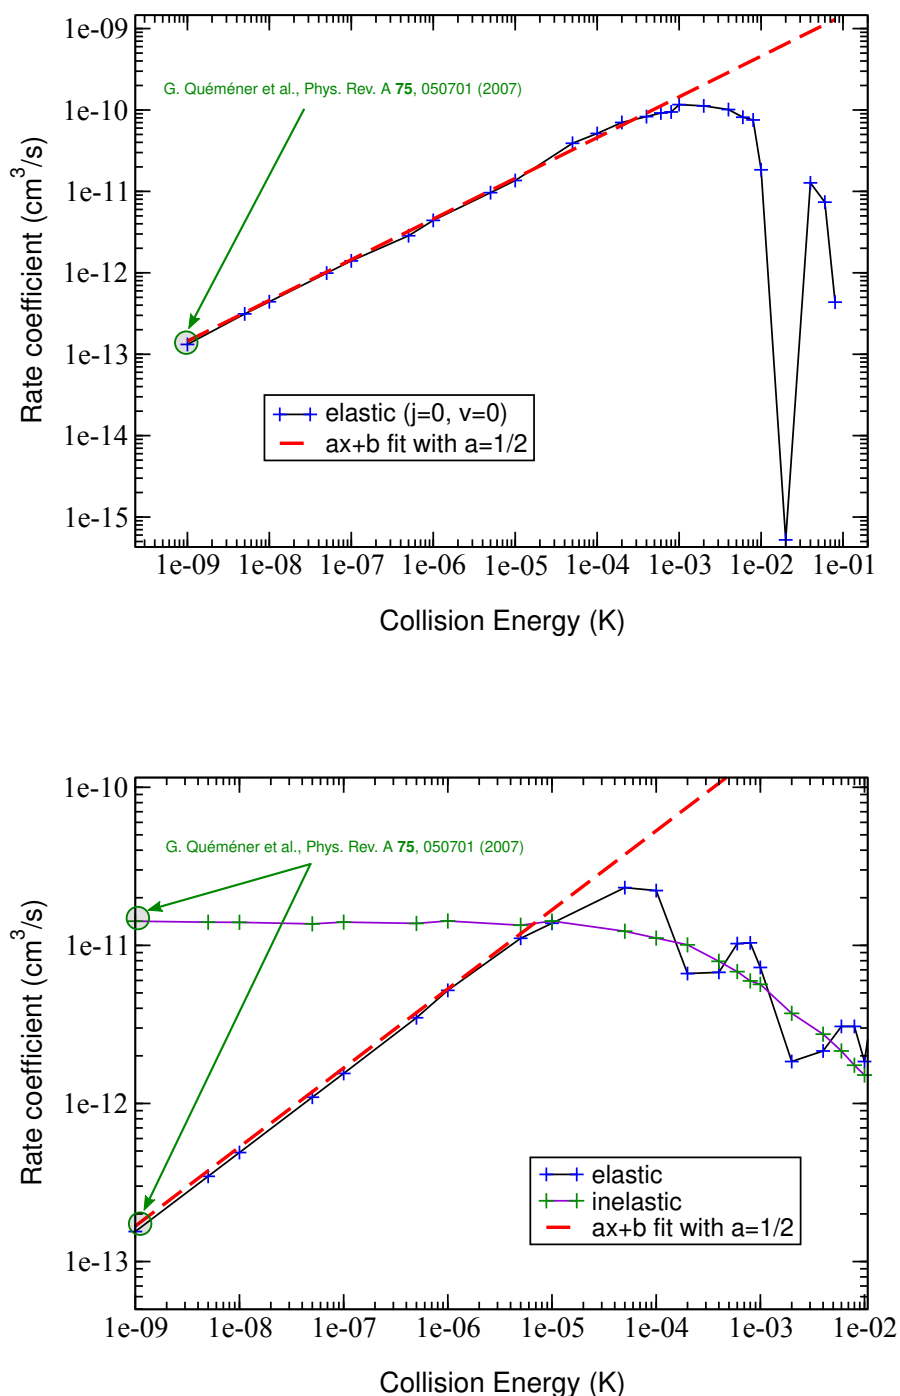 1e-09
G. Quéméner et al., Phys. Rev. A 75, 050701 (2007)
1e-10
1e-11
1e-12
1e-13
1e-14
1e-15
Rate coefficient (cm³/s)
elastic (j=0, v=0)
ax+b fit with a=1/2
1e-09 1e-08 1e-07 1e-06 1e-05 1e-04 1e-03 1e-02 1e-01
Collision Energy (K)
1e-10
G. Quéméner et al., Phys. Rev. A 75, 050701 (2007)
1e-11
1e-12
1e-13
Rate coefficient (cm³/s)
elastic
inelastic
ax+b fit with a=1/2
1e-09 1e-08 1e-07 1e-06 1e-05 1e-04 1e-03 1e-02
Collision Energy (K)